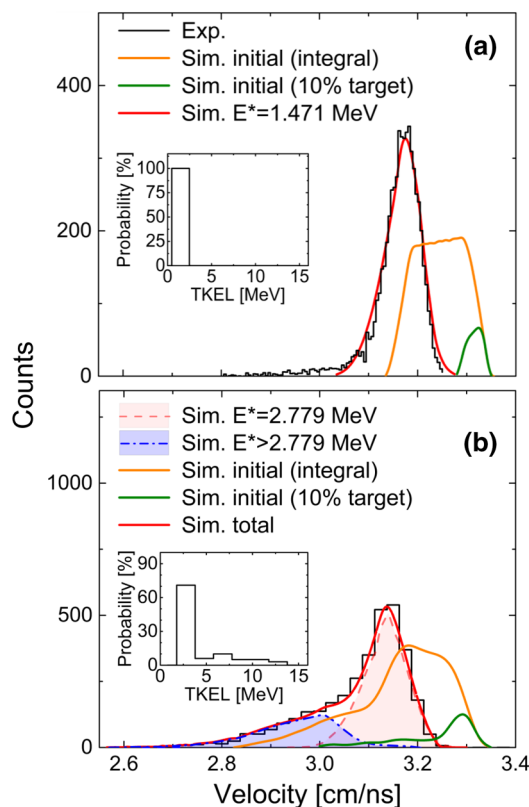 (a)
Exp.
Sim. initial (integral)
Sim. initial (10% target)
Sim. E*=1.471 MeV
400
200
0
Probability [%]
100
75
50
25
0
0 5 10 15
TKEL [MeV]
Counts
(b)
Sim. E*=2.779 MeV
Sim. E*>2.779 MeV
Sim. initial (integral)
Sim. initial (10% target)
Sim. total
1000
500
0
Probability [%]
90
60
30
0
0 5 10 15
TKEL [MeV]
2.6 2.8 3.0 3.2 3.4
Velocity [cm/ns]